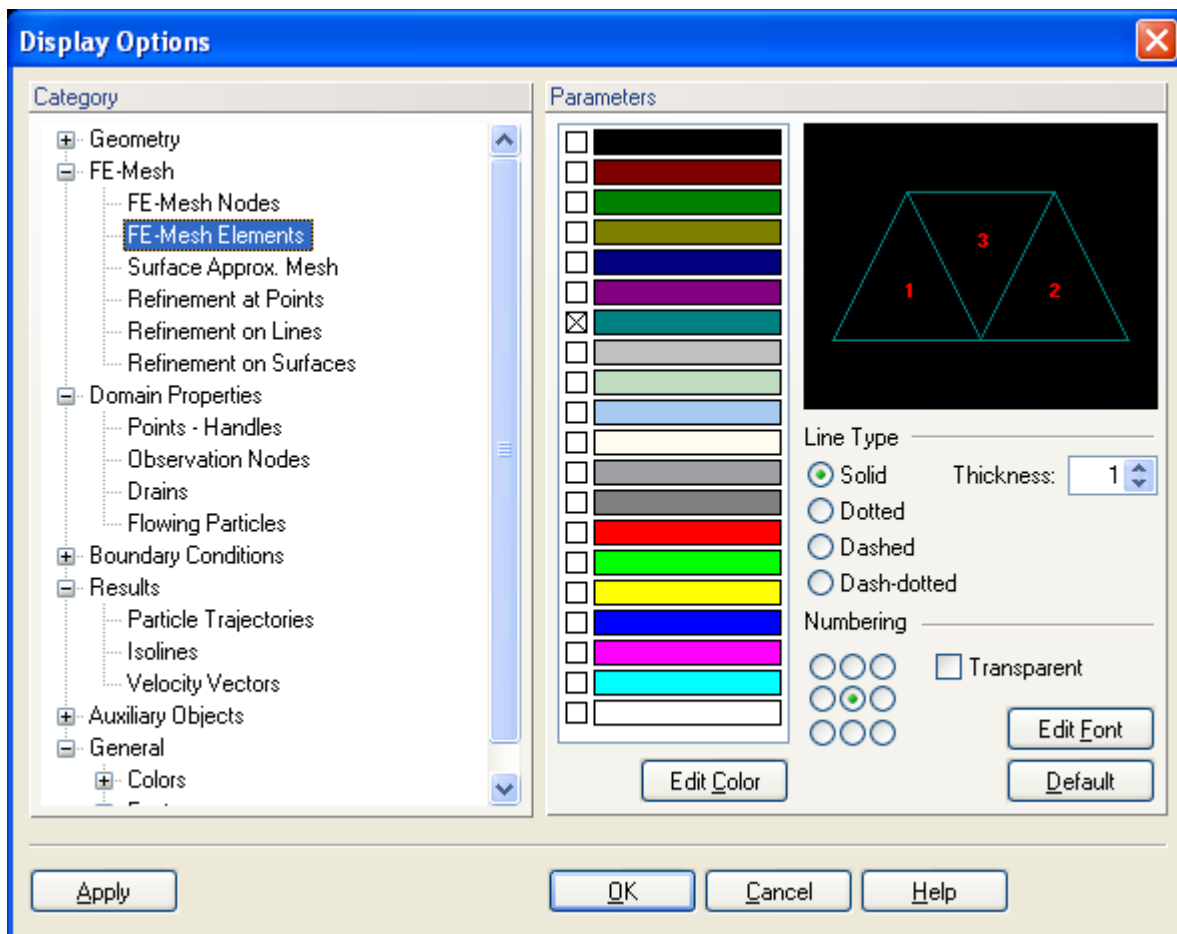 Display Options
Category
Geometry
FE-Mesh
FE-Mesh Nodes
FE-Mesh Elements
Surface Approx. Mesh
Refinement at Points
Refinement on Lines
Refinement on Surfaces
Domain Properties
Points - Handles
Observation Nodes
Drains
Flowing Particles
Boundary Conditions
Results
Particle Trajectories
Isolines
Velocity Vectors
Auxiliary Objects
General
Colors
Parameters
3
1 2
Line Type
Solid Thickness: 1
Dotted
Dashed
Dash-dotted
Numbering
Transparent
Edit Font
Edit Color Default
Apply OK Cancel Help